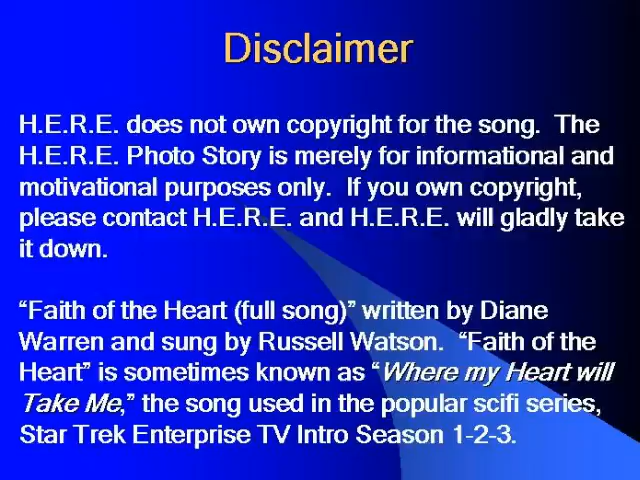 Disclaimer
H.E.R.E. does not own copyright for the song.  The
H.E.R.E. Photo Story is merely for informational and
motivational purposes only.  If you own copyright,
please contact H.E.R.E. and H.E.R.E. will gladly take
it down.
“Faith of the Heart (full song)” written by Diane
Warren and sung by Russell Watson.  “Faith of the
Heart” is sometimes known as “Where my Heart will
Take Me,” the song used in the popular scifi series,
Star Trek Enterprise TV Intro Season 1-2-3.